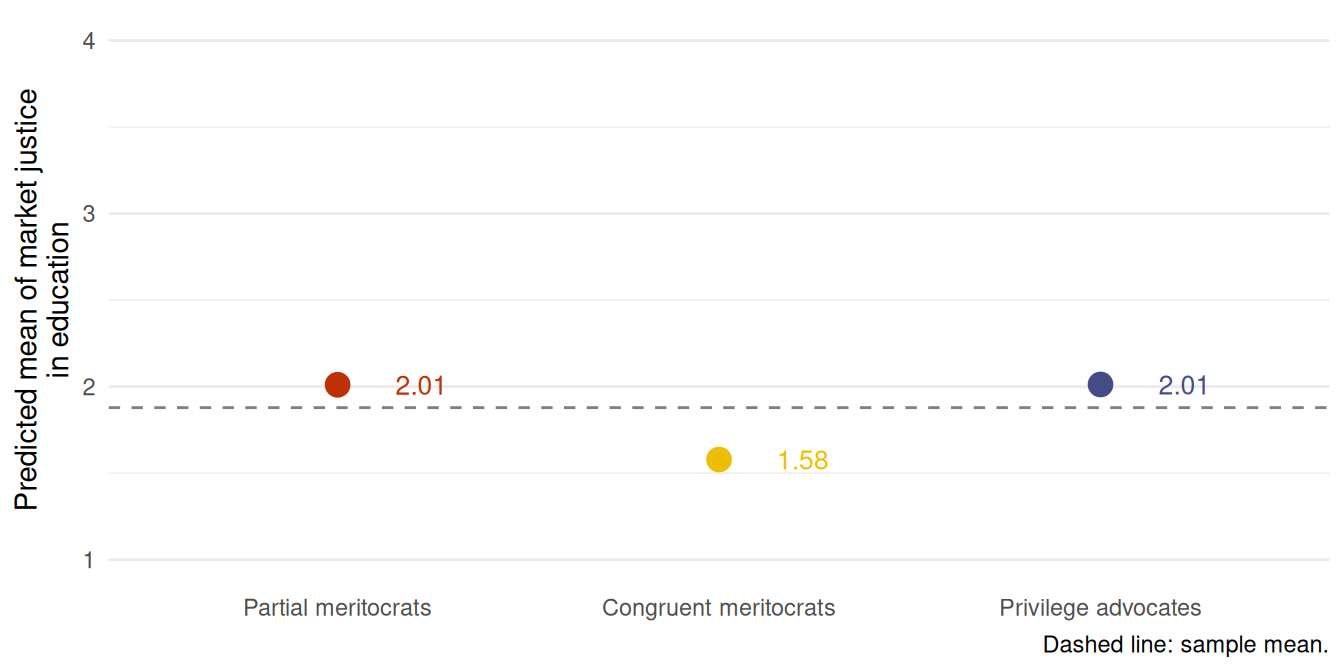 Predicted mean of market justice
in education
4
3
2
1
2.01
1.58
2.01
Partial meritocrats
Congruent meritocrats
Privilege advocates
Dashed line: sample mean.